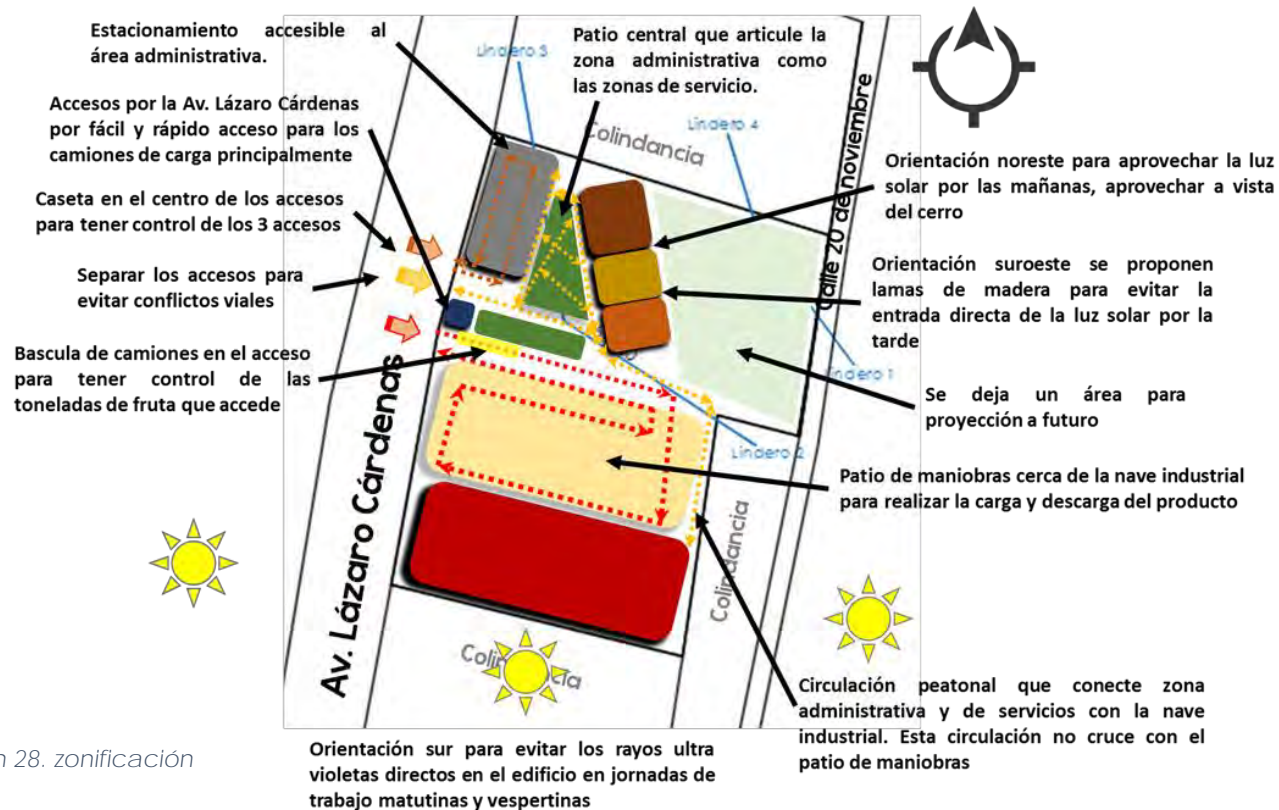 Estacionamiento accesible al
área administrativa.
Accesos por la Av. Lázaro Cárdenas
por fácil y rápido acceso para los
camiones de carga principalmente
Caseta en el centro de los accesos
para tener control de los 3 accesos
Separar los accesos para
evitar conflictos viales
Bascula de camiones en el acceso
para tener control de las
toneladas de fruta que accede
Patio central que articule la
zona administrativa como
las zonas de servicio.
Lindero 3
Colindancia
Lindero 4
Calle 20 de noviembre
Orientación noreste para aprovechar la luz
solar por las mañanas, aprovechar a vista
del cerro
Orientación suroeste se proponen
lamas de madera para evitar la
entrada directa de la luz solar por la
tarde
Lindero 1
Se deja un área para
proyección a futuro
Lindero 2
Patio de maniobras cerca de la nave industrial
para realizar la carga y descarga del producto
Av. Lázaro Cárdenas
Colindancia
Colindancia
Circulación peatonal que conecte zona
administrativa y de servicios con la nave
industrial. Esta circulación no cruce con el
patio de maniobras
n 28. zonificación
Orientación sur para evitar los rayos ultra
violetas directos en el edificio en jornadas de
trabajo matutinas y vespertinas